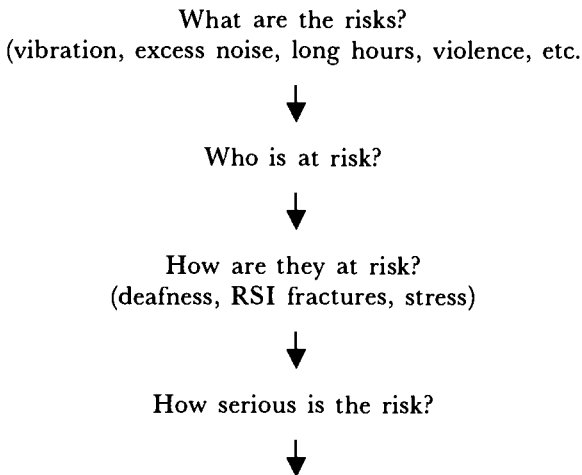 What are the risks?
(vibration, excess noise, long hours, violence, etc.
Who is at risk?
How are they at risk?
(deafness, RSI fractures, stress)
How serious is the risk?